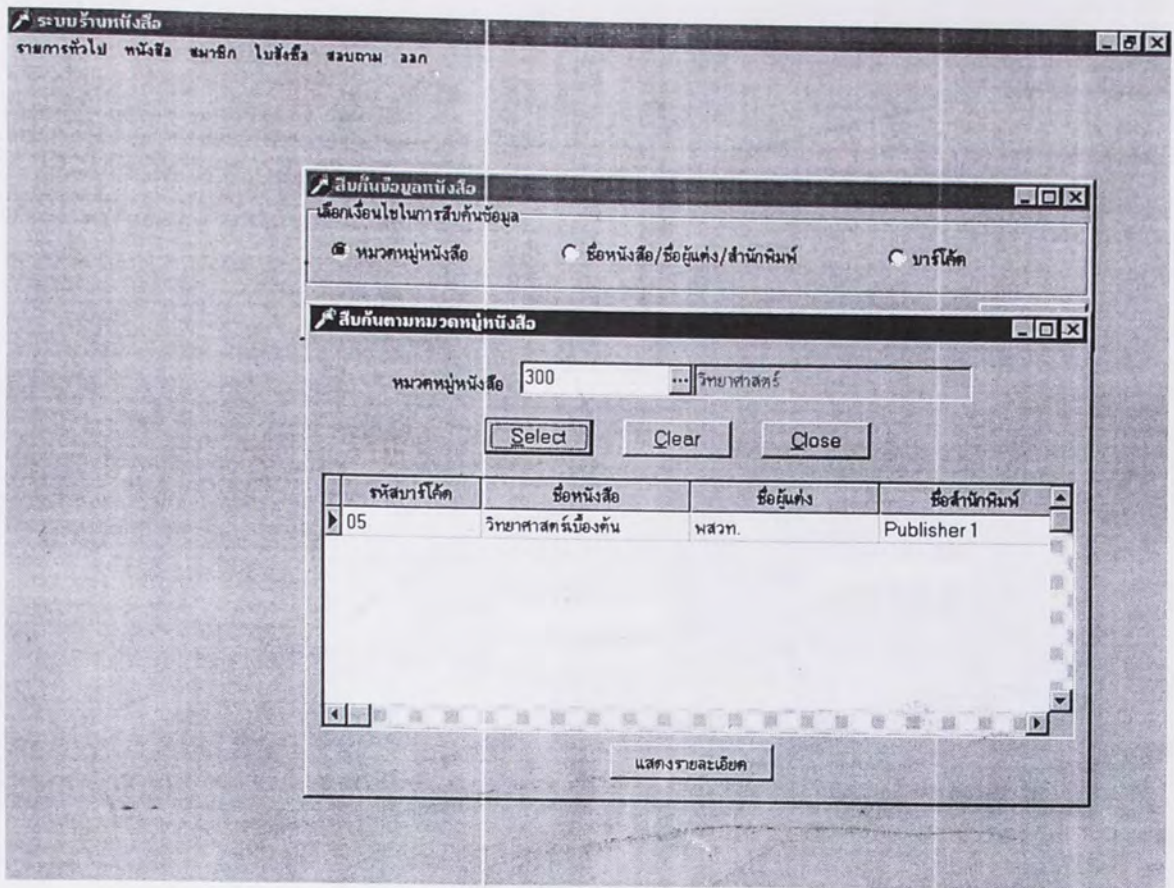 ระบบร้านหนังสือ
รายการทั่วไป หนังสือ สมาชิก ใบสั่งซื้อ สอบถาม ออก
สืบค้นข้อมูลหนังสือ
เลือกเงื่อนไขในการสืบค้นข้อมูล
หมวดหมู่หนังสือ ชื่อหนังสือ/ชื่อผู้แต่ง/สำนักพิมพ์ บาร์โค้ด
สืบค้นตามหมวดหมู่หนังสือ
หมวดหมู่หนังสือ 300 ... วิทยาศาสตร์
Select Clear Close
รหัสบาร์โค้ด ชื่อหนังสือ ชื่อผู้แต่ง ชื่อสำนักพิมพ์
05 วิทยาศาสตร์เบื้องต้น พสวท. Publisher 1
แสดงรายละเอียด